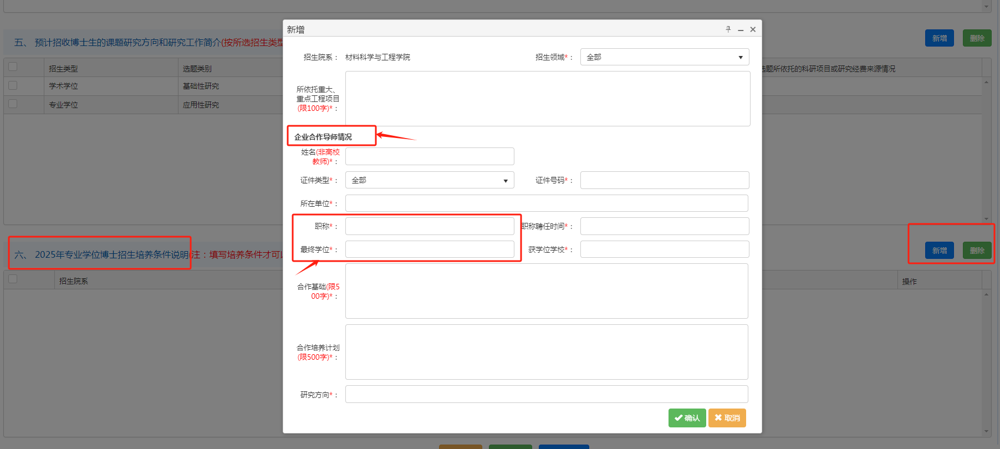 五、 预计招收博士生的课题研究方向和研究工作简介(按所选招生类型
新增 删除
招生类型 选题类别 选题所依托的科研项目或研究经费来源情况
学术学位 基础性研究
专业学位 应用性研究
六、 2025年专业学位博士招生培养条件说明(注：填写培养条件才可以
新增 删除
招生院系 操作
新增
招生院系： 材料科学与工程学院 招生领域*： 全部
所依托重大、
重点工程项目
(限100字)*：
企业合作导师情况
姓名(非高校
教师)*：
证件类型*： 全部 证件号码*：
所在单位*：
职称*： 职称聘任时间*：
最终学位*： 获学位学校*：
合作基础(限5
00字)*：
合作培养计划
(限500字)*：
研究方向*：
确认 取消